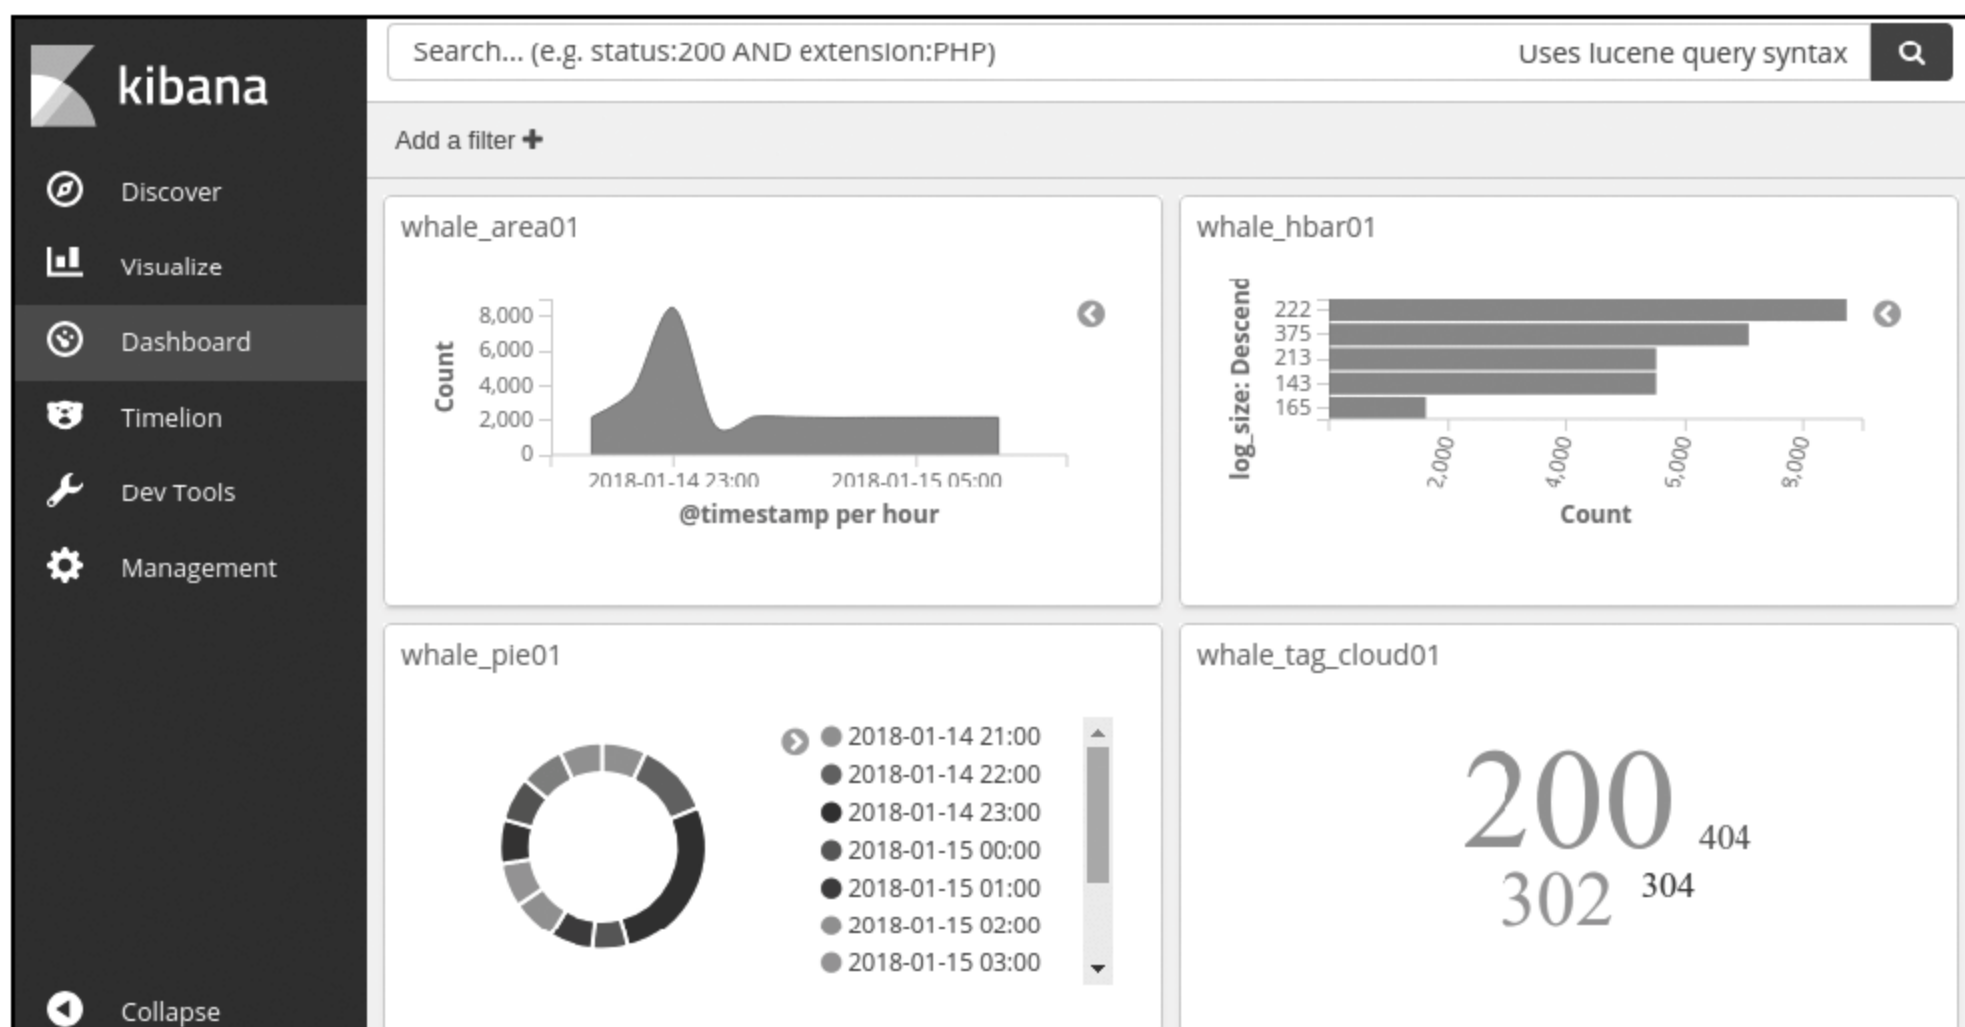 kibana
Discover
Visualize
Dashboard
Timelion
Dev Tools
Management
Collapse
Search... (e.g. status:200 AND extension:PHP)
Uses lucene query syntax
Add a filter
whale_area01
Count
8,000
6,000
4,000
2,000
0
2018-01-14 23:00
2018-01-15 05:00
@timestamp per hour
whale_hbar01
log_size: Descend
222
375
213
143
165
2,000
4,000
6,000
8,000
Count
whale_pie01
2018-01-14 21:00
2018-01-14 22:00
2018-01-14 23:00
2018-01-15 00:00
2018-01-15 01:00
2018-01-15 02:00
2018-01-15 03:00
whale_tag_cloud01
200
404
302
304